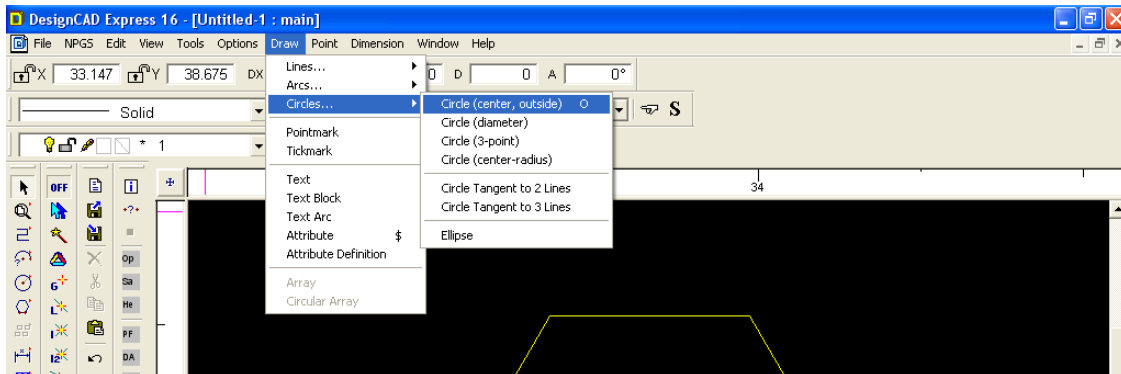 DesignCAD Express 16 - [Untitled-1 : main]
File NPGS Edit View Tools Options Draw Point Dimension Window Help
X 33.147 Y 38.675 DX 0 D 0 A 0°
Lines...
Arcs...
Solid
Circles...
S
Circle (center, outside) O
Circle (diameter)
Circle (3-point)
Circle (center-radius)
Circle Tangent to 2 Lines
Circle Tangent to 3 Lines
Ellipse
* 1
Pointmark
Tickmark
Text
Text Block
Text Arc
Attribute $
Attribute Definition
Array
Circular Array
34
OFF
Op
Sa
He
PF
DA
G
L
I
12